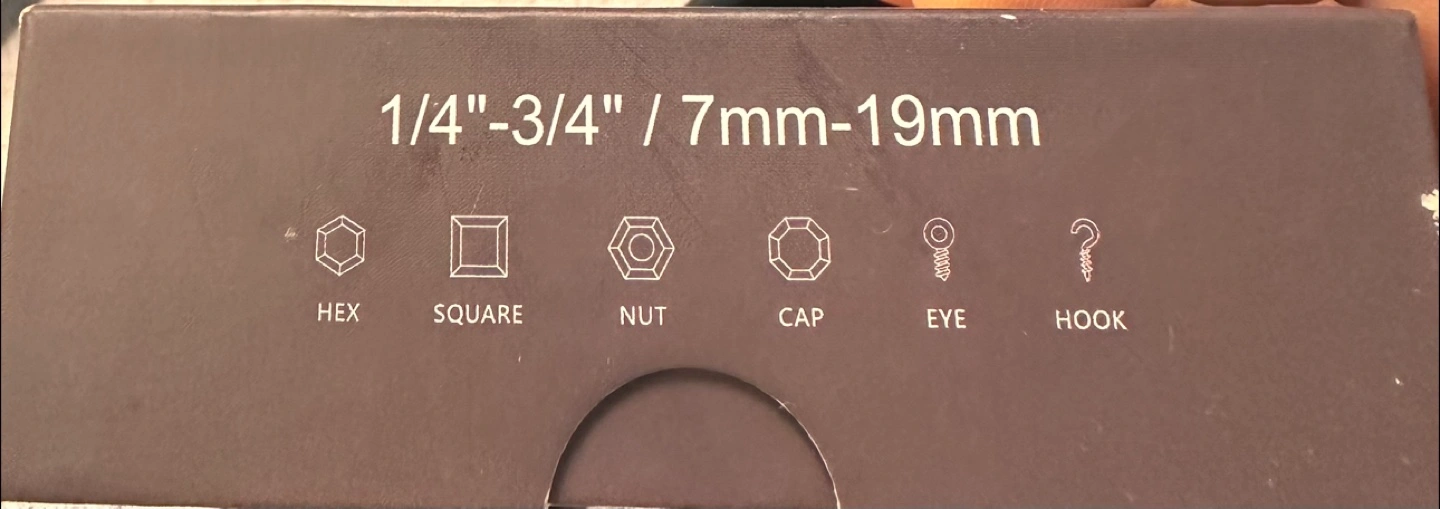 1/4"-3/4" / 7mm-19mm
HEX SQUARE NUT CAP EYE HOOK